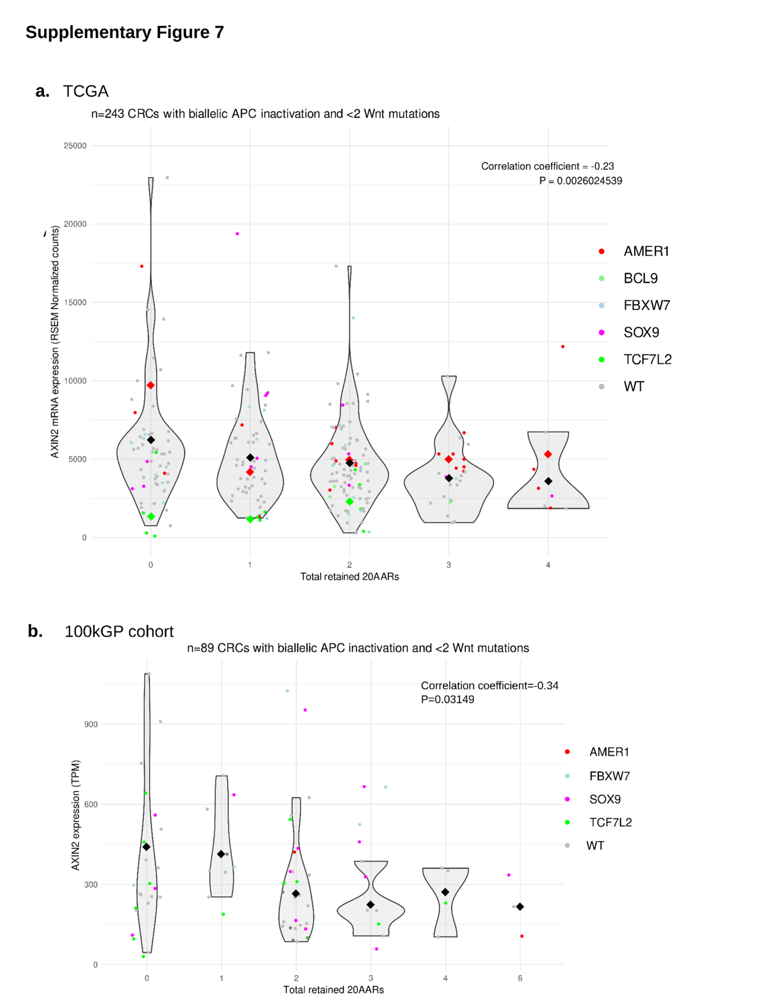 Supplementary Figure 7
a. TCGA
n=243 CRCs with biallelic APC inactivation and <2 Wnt mutations
25000
20000
15000
10000
5000
0
AXIN2 mRNA expression (RSEM Normalized counts)
Correlation coefficient = -0.23
P = 0.0026024539
AMER1
BCL9
FBXW7
SOX9
TCF7L2
WT
0 1 2 3 4
Total retained 20AARs
b. 100kGP cohort
n=89 CRCs with biallelic APC inactivation and <2 Wnt mutations
Correlation coefficient=-0.34
P=0.03149
900
600
300
0
AXIN2 expression (TPM)
AMER1
FBXW7
SOX9
TCF7L2
WT
0 1 2 3 4 6
Total retained 20AARs